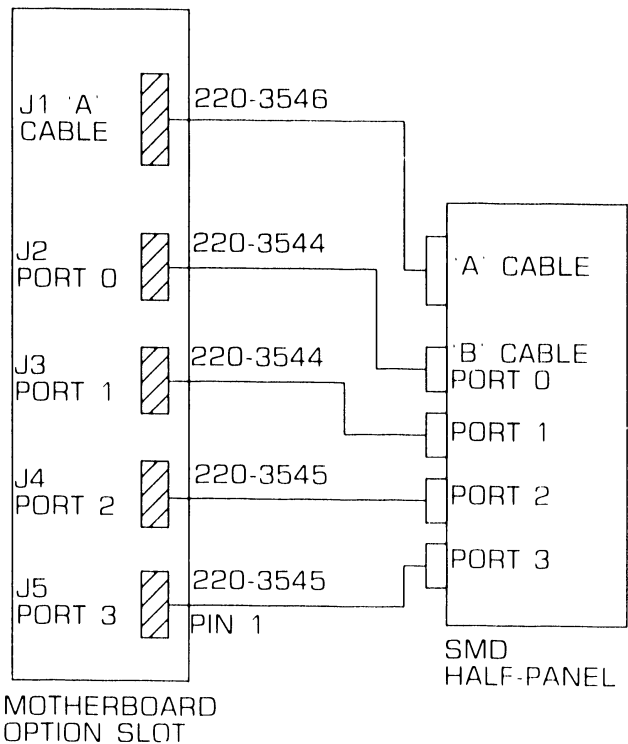 J1 'A'
CABLE
220-3546
J2
PORT 0
220-3544
J3
PORT 1
220-3544
J4
PORT 2
220-3545
J5
PORT 3
220-3545
PIN 1
MOTHERBOARD
OPTION SLOT
'A' CABLE
'B' CABLE
PORT 0
PORT 1
PORT 2
PORT 3
SMD
HALF-PANEL